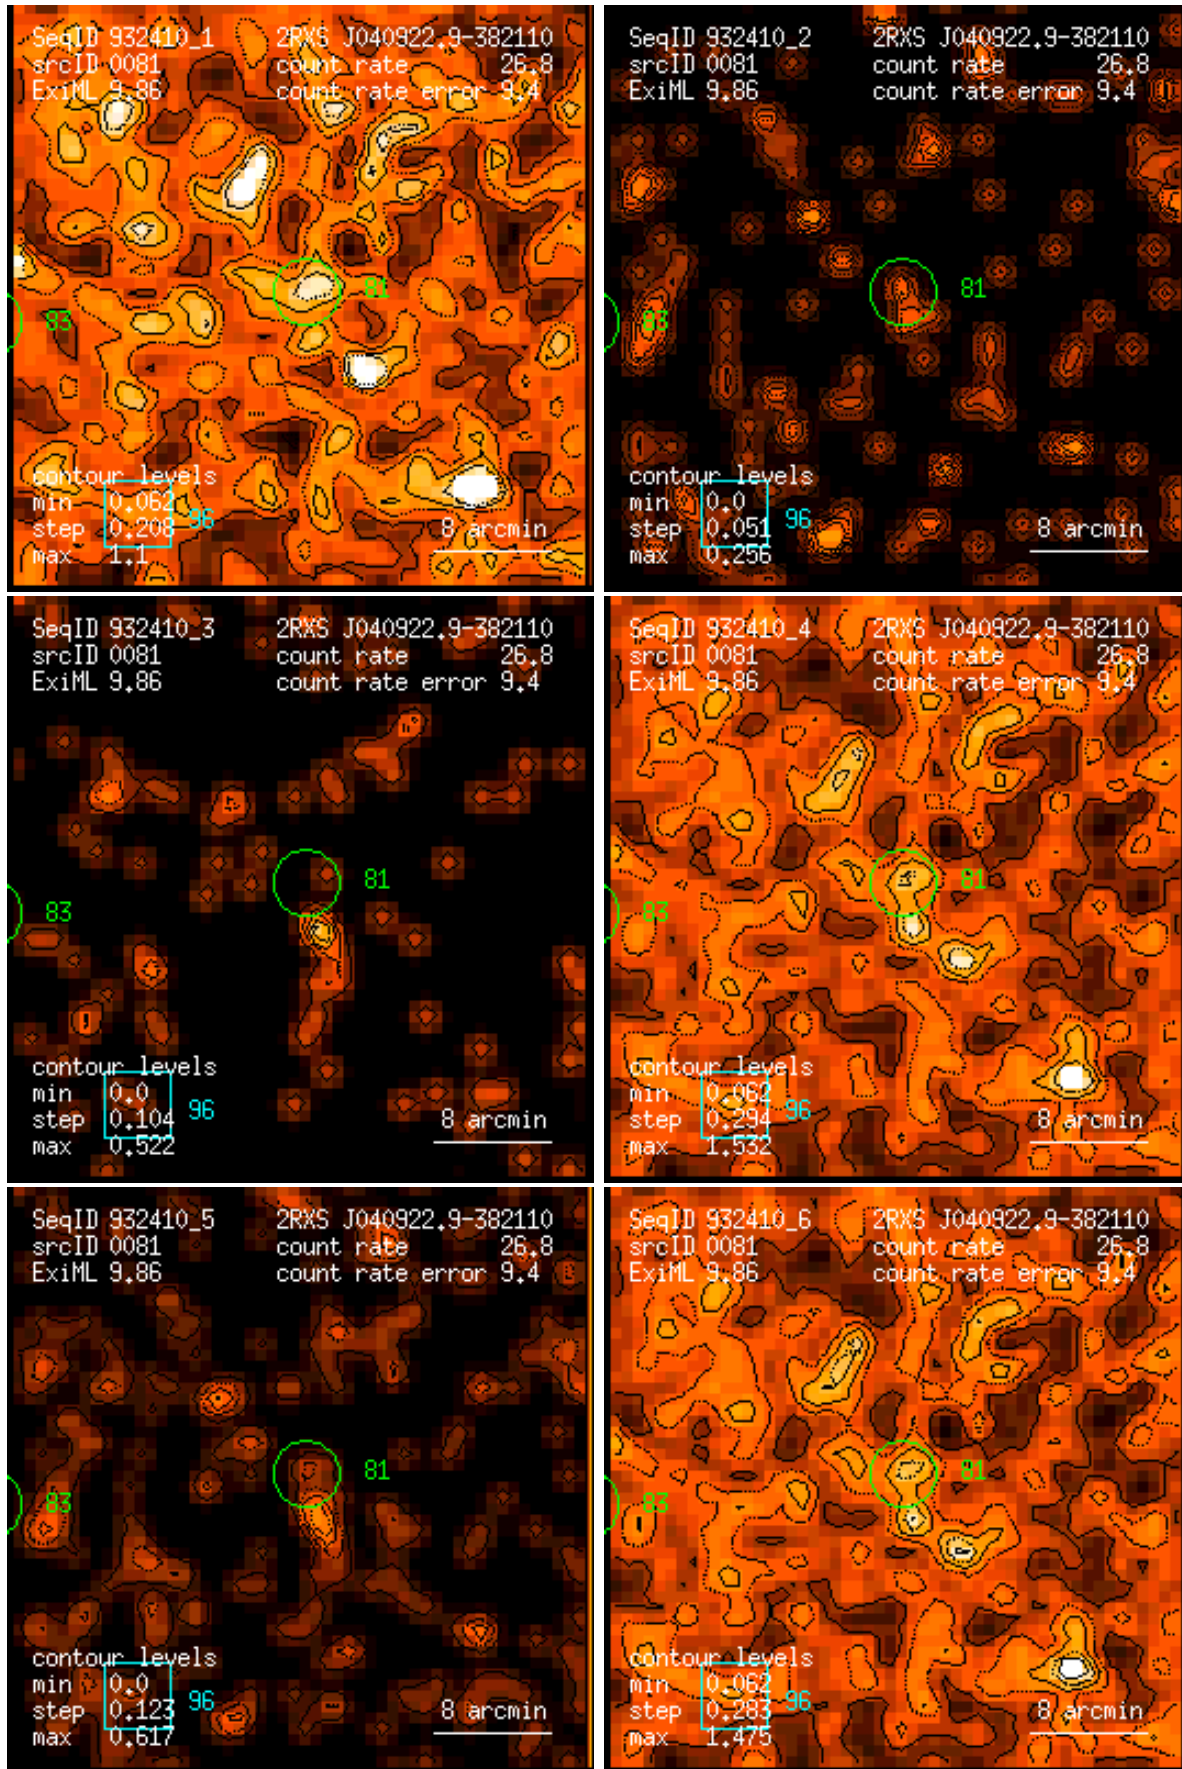 SeqID 932410_1 2RXS J040922.9-382110
srcID 0081 count rate 26.8
ExiML 9.86 count rate error 9.4
81
83
contour levels
min 0.062
step 0.208 96 8 arcmin
max 1.1
SeqID 932410_2 2RXS J040922.9-382110
srcID 0081 count rate 26.8
ExiML 9.86 count rate error 9.4
81
83
contour levels
min 0.0
step 0.051 96 8 arcmin
max 0.256
SeqID 932410_3 2RXS J040922.9-382110
srcID 0081 count rate 26.8
ExiML 9.86 count rate error 9.4
81
83
contour levels
min 0.0
step 0.104 96 8 arcmin
max 0.522
SeqID 932410_4 2RXS J040922.9-382110
srcID 0081 count rate 26.8
ExiML 9.86 count rate error 9.4
81
83
contour levels
min 0.062
step 0.294 96 8 arcmin
max 1.532
SeqID 932410_5 2RXS J040922.9-382110
srcID 0081 count rate 26.8
ExiML 9.86 count rate error 9.4
81
83
contour levels
min 0.0
step 0.123 96 8 arcmin
max 0.617
SeqID 932410_6 2RXS J040922.9-382110
srcID 0081 count rate 26.8
ExiML 9.86 count rate error 9.4
81
83
contour levels
min 0.062
step 0.283 96 8 arcmin
max 1.475